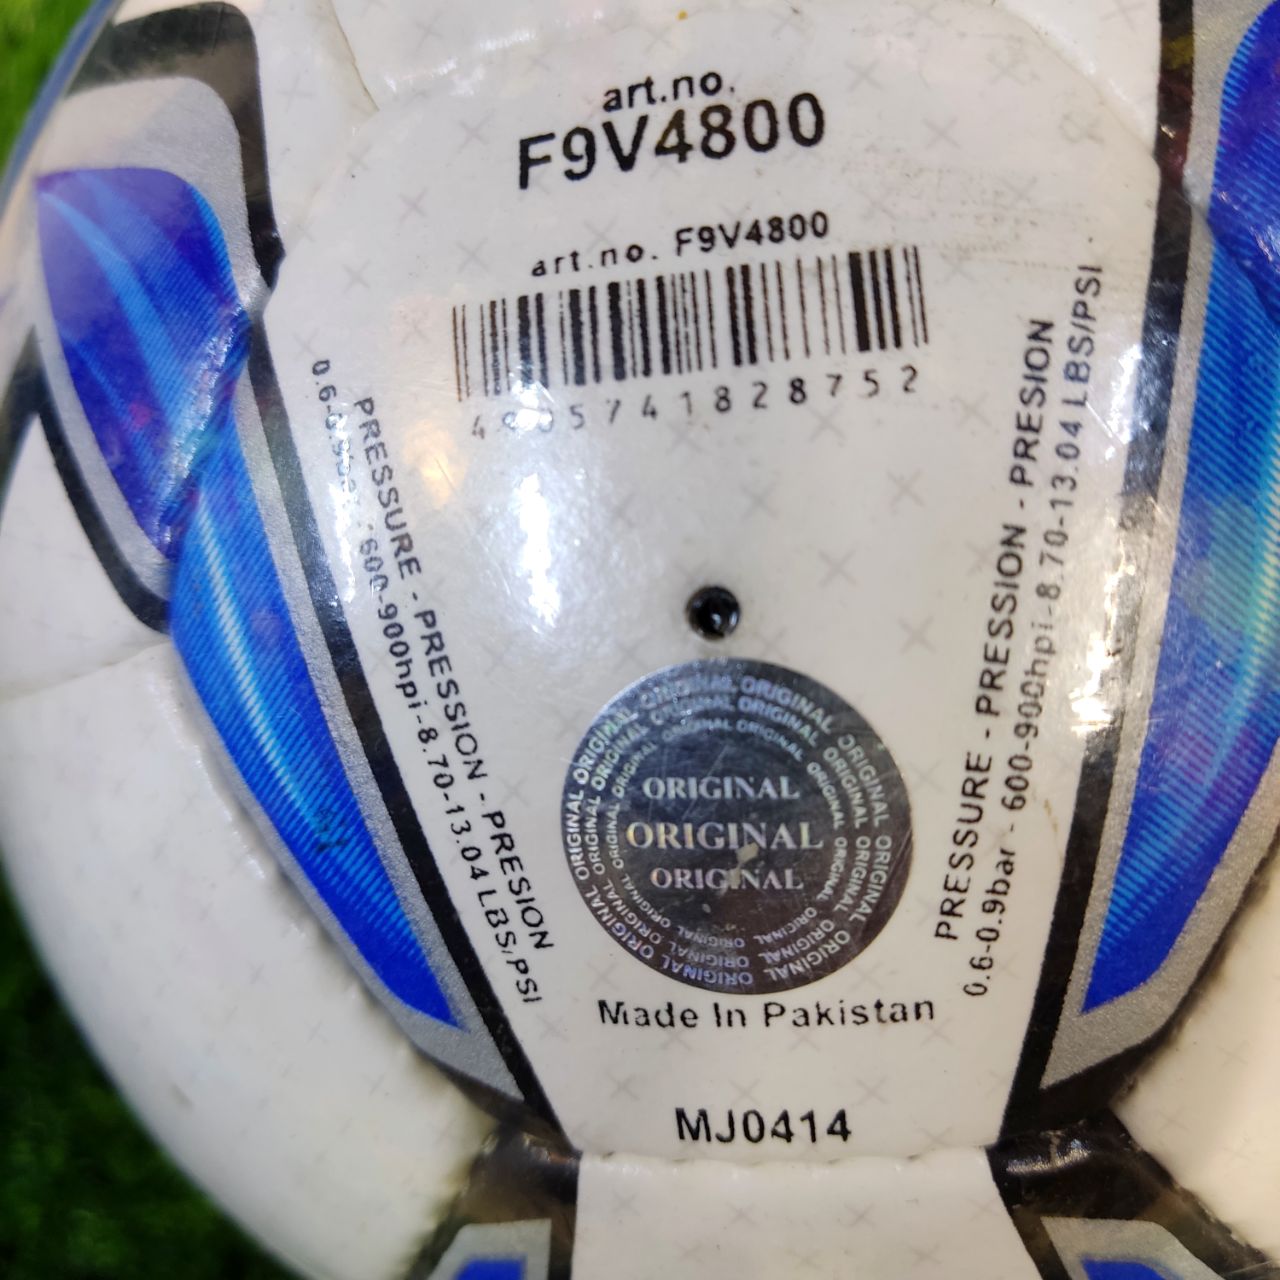 art.no.
F9V4800
art.no. F9V4800
741828752
PRESSURE - PRESSION - PRESION
600-900hpi-8.70-13.04 LBS/PSI
PRESSURE - PRESSION - PRESION
0.6-0.9bar - 600-900hpi-8.70-13.04 LBS/PSI
ORIGINAL
ORIGINAL
ORIGINAL
Made In Pakistan
MJ0414